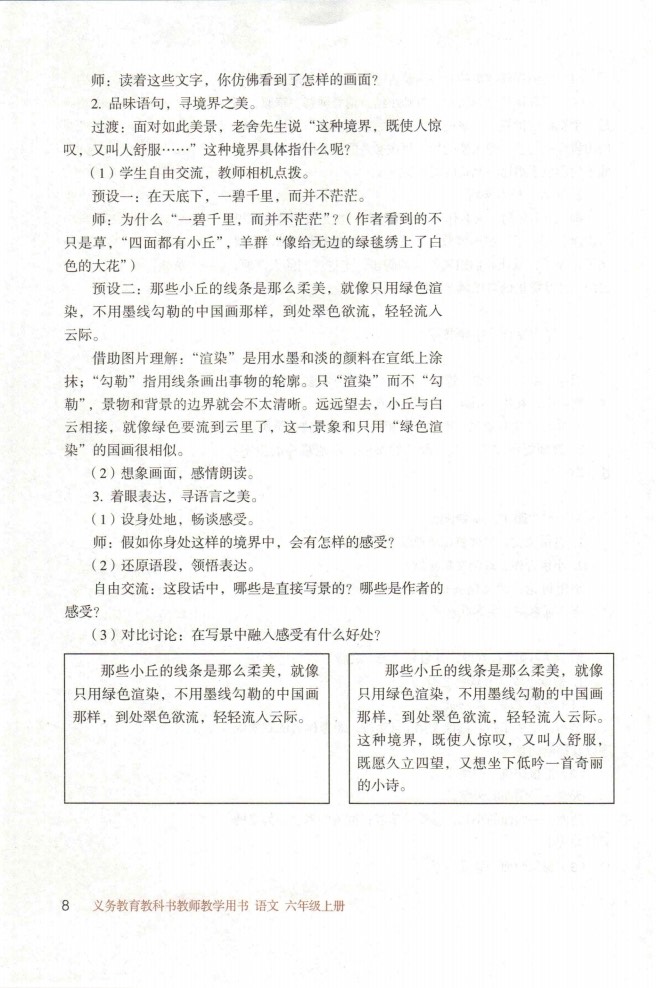 师：读着这些文字，你仿佛看到了怎样的画面？
2. 品味语句，寻境界之美。
过渡：面对如此美景，老舍先生说“这种境界，既使人惊
叹，又叫人舒服……”这种境界具体指什么呢？
（1）学生自由交流，教师相机点拨。
预设一：在天底下，一碧千里，而并不茫茫。
师：为什么“一碧千里，而并不茫茫”？（作者看到的不
只是草，“四面都有小丘”，羊群“像给无边的绿毯绣上了白
色的大花”）
预设二：那些小丘的线条是那么柔美，就像只用绿色渲
染，不用墨线勾勒的中国画那样，到处翠色欲流，轻轻流入
云际。
借助图片理解：“渲染”是用水墨和淡的颜料在宣纸上涂
抹；“勾勒”指用线条画出事物的轮廓。只“渲染”而不“勾
勒”，景物和背景的边界就会不太清晰。远远望去，小丘与白
云相接，就像绿色要流到云里了，这一景象和只用“绿色渲
染”的国画很相似。
（2）想象画面，感情朗读。
3. 着眼表达，寻语言之美。
（1）设身处地，畅谈感受。
师：假如你身处这样的境界中，会有怎样的感受？
（2）还原语段，领悟表达。
自由交流：这段话中，哪些是直接写景的？哪些是作者的
感受？
（3）对比讨论：在写景中融入感受有什么好处？
那些小丘的线条是那么柔美，就像
只用绿色渲染，不用墨线勾勒的中国画
那样，到处翠色欲流，轻轻流入云际。
那些小丘的线条是那么柔美，就像
只用绿色渲染，不用墨线勾勒的中国画
那样，到处翠色欲流，轻轻流入云际。
这种境界，既使人惊叹，又叫人舒服，
既愿久立四望，又想坐下低吟一首奇丽
的小诗。
8 义务教育教科书教师教学用书 语文 六年级上册